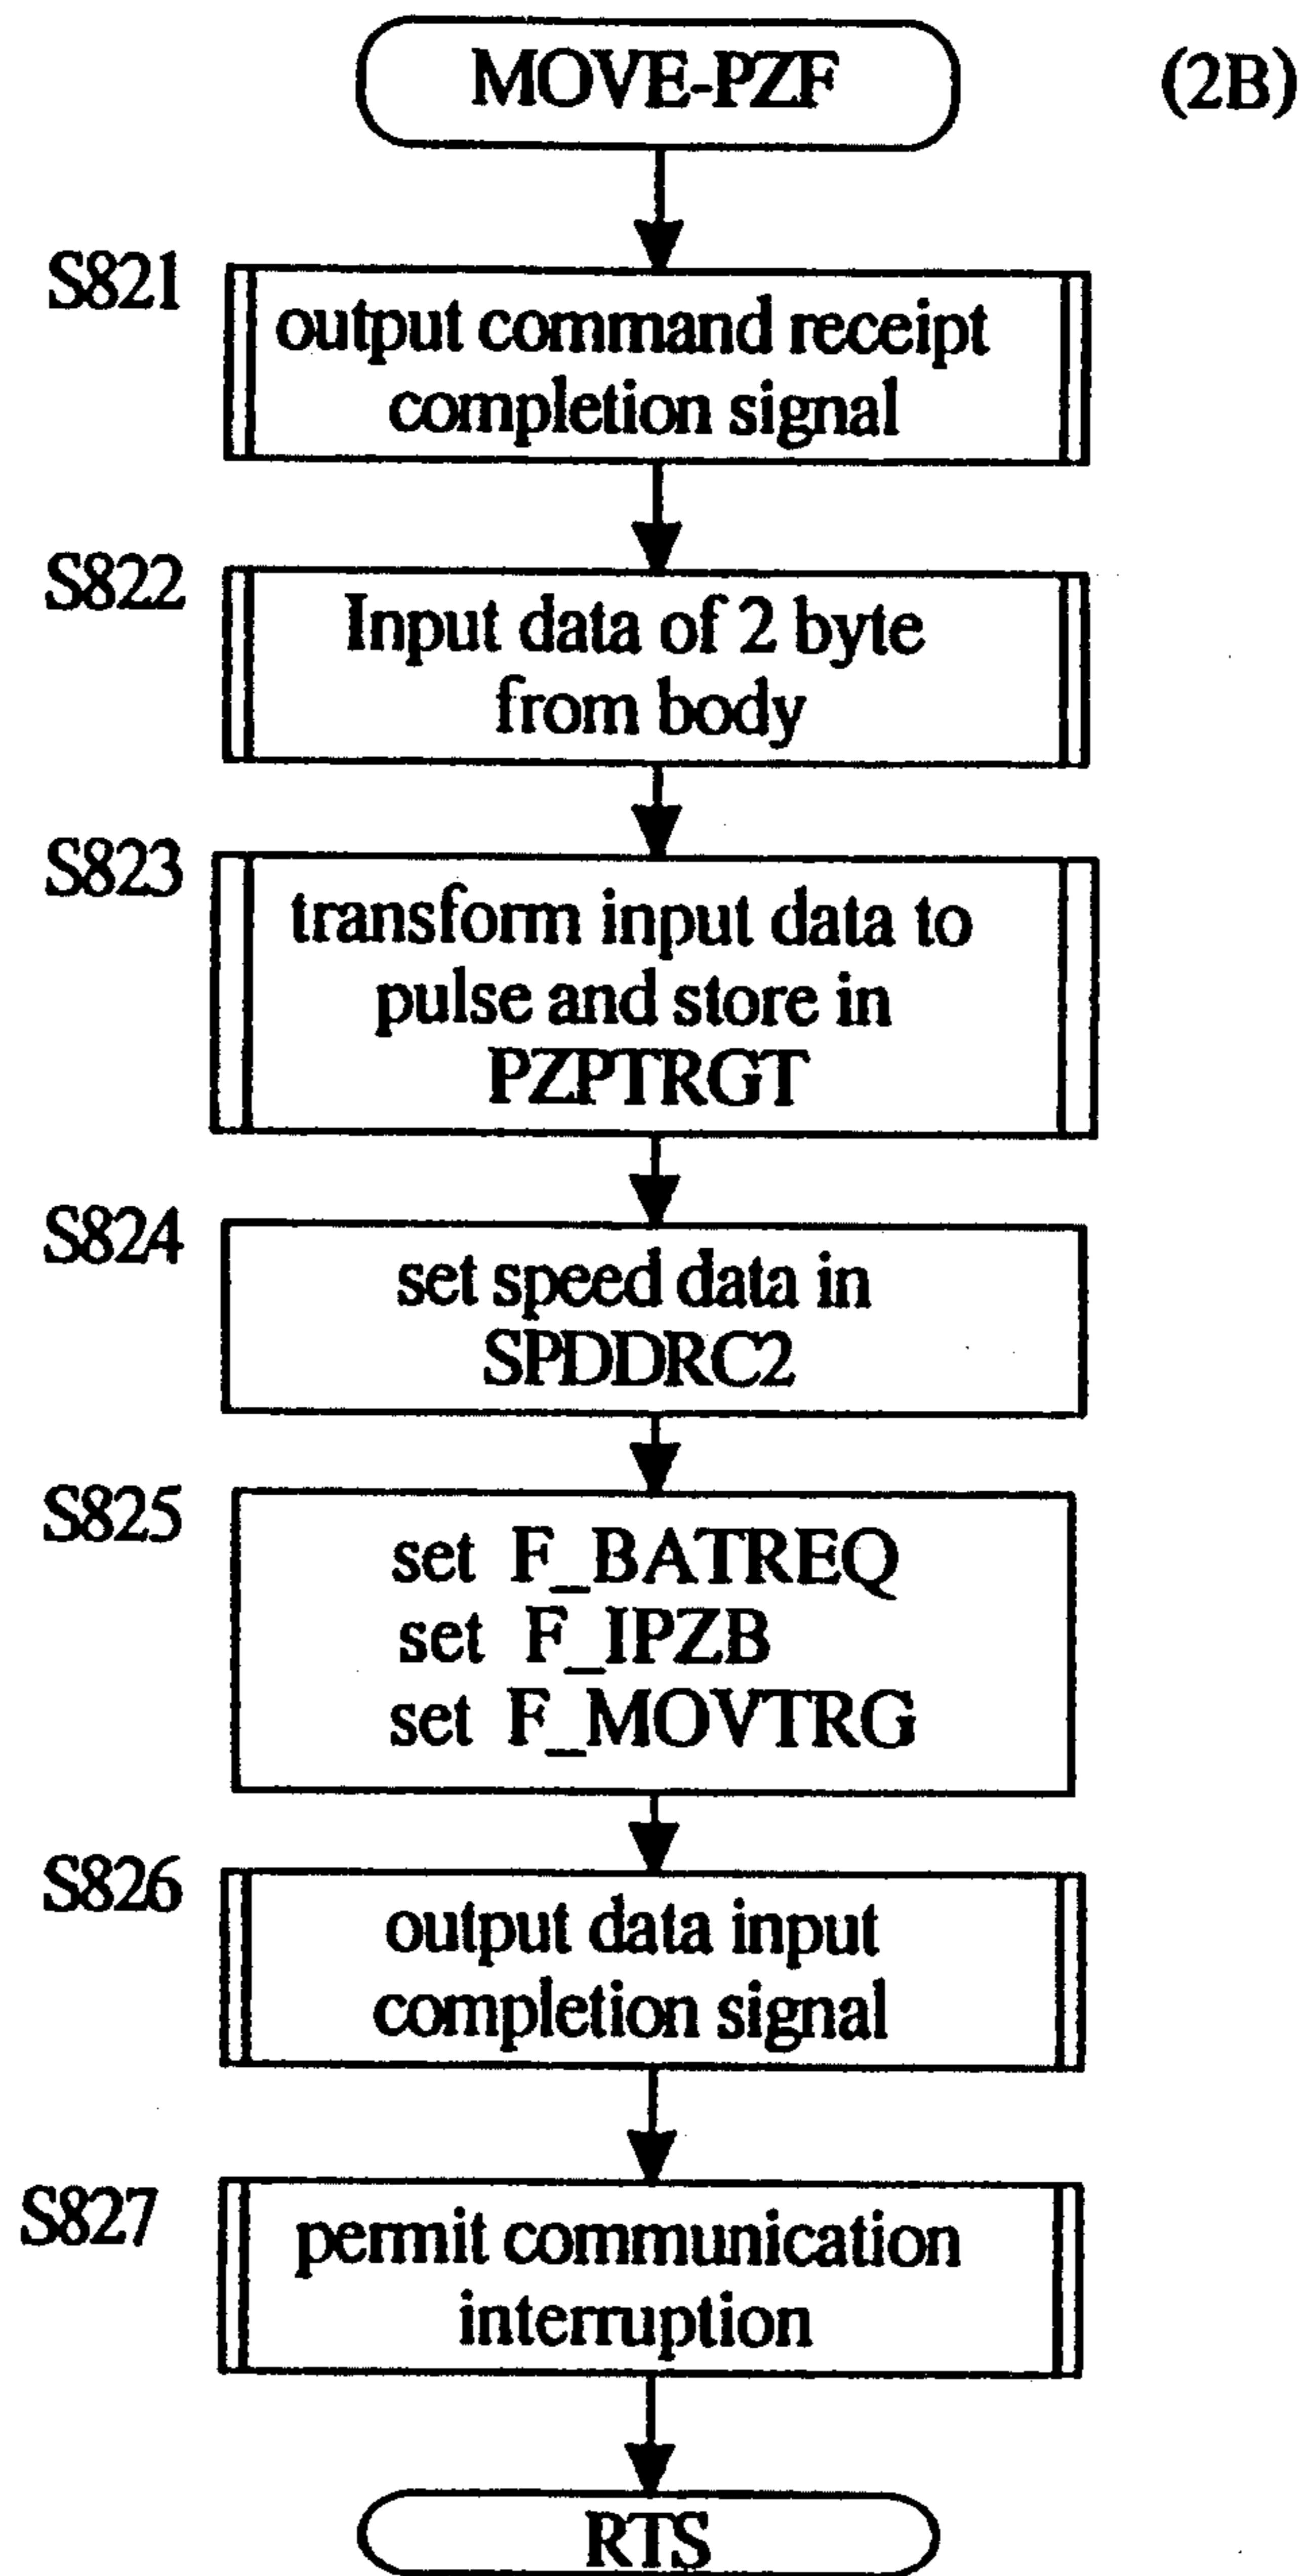 MOVE-PZF
(2B)
S821
output command receipt
completion signal
S822
Input data of 2 byte
from body
S823
transform input data to
pulse and store in
PZPTRGT
S824
set speed data in
SPDDRC2
S825
set F_BATREQ
set F_IPZB
set F_MOVTRG
S826
output data input
completion signal
S827
permit communication
interruption
RTS